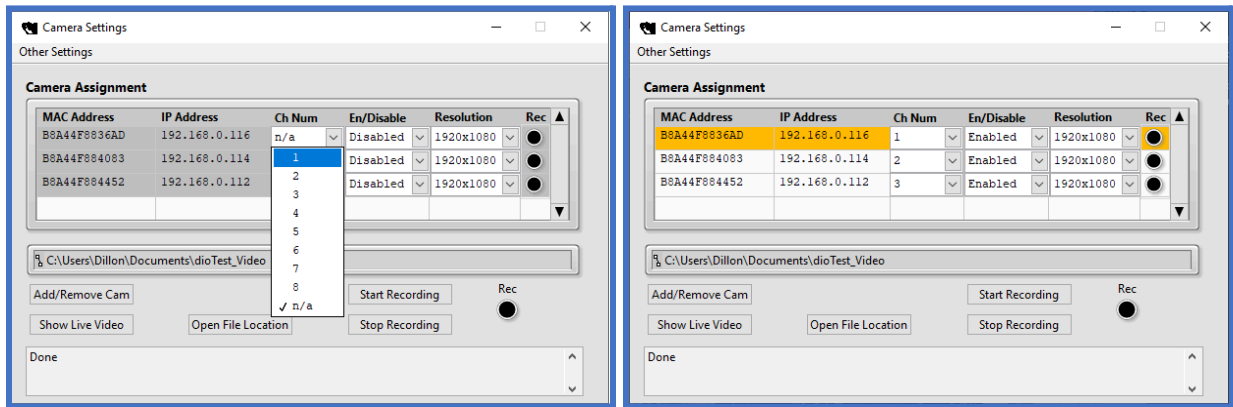 Camera Settings
Other Settings
Camera Assignment
MAC Address IP Address Ch Num En/Disable Resolution Rec
B8A44F8836AD 192.168.0.116 n/a Disabled 1920x1080
B8A44F884083 192.168.0.114 Disabled 1920x1080
B8A44F884452 192.168.0.112 Disabled 1920x1080
1
2
3
4
5
6
7
8
✓ n/a
C:\Users\Dillon\Documents\dioTest_Video
Add/Remove Cam Start Recording Rec
Show Live Video Open File Location Stop Recording
Done
Camera Settings
Other Settings
Camera Assignment
MAC Address IP Address Ch Num En/Disable Resolution Rec
B8A44F8836AD 192.168.0.116 1 Enabled 1920x1080
B8A44F884083 192.168.0.114 2 Enabled 1920x1080
B8A44F884452 192.168.0.112 3 Enabled 1920x1080
C:\Users\Dillon\Documents\dioTest_Video
Add/Remove Cam Start Recording Rec
Show Live Video Open File Location Stop Recording
Done